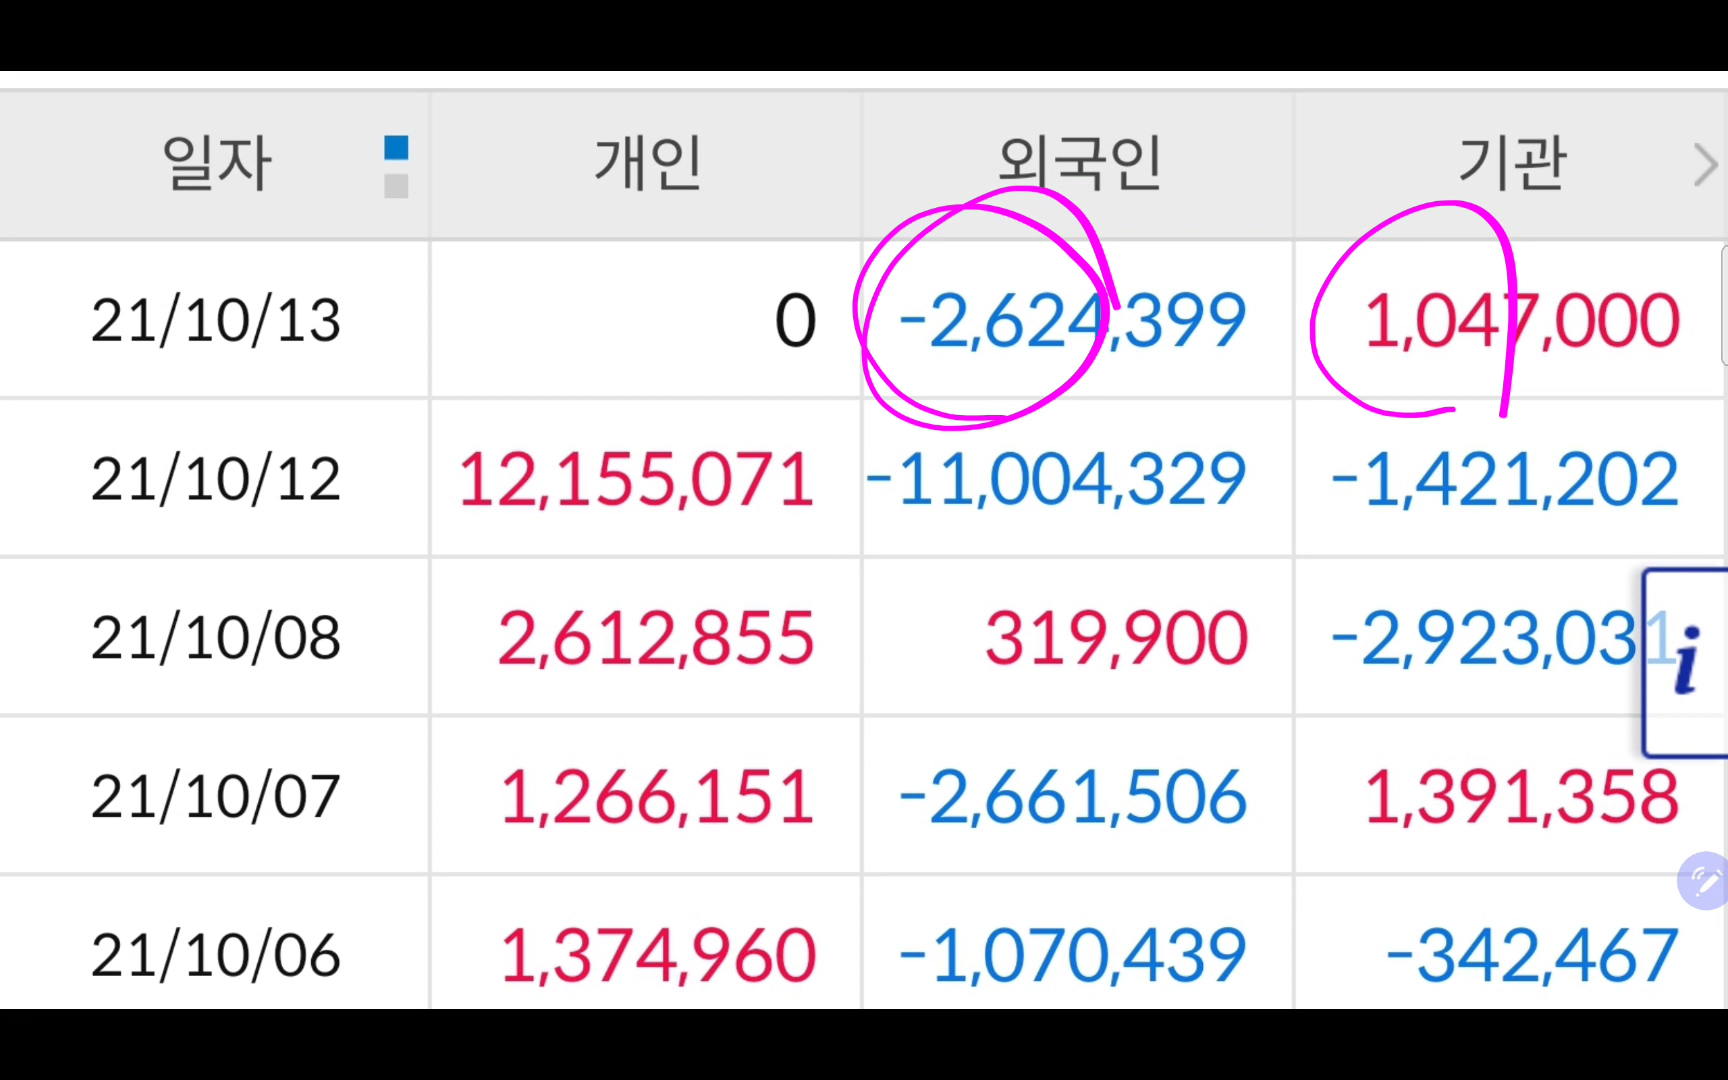 일자 개인 외국인 기관
21/10/13 0 -2,624,399 1,047,000
21/10/12 12,155,071 -11,004,329 -1,421,202
21/10/08 2,612,855 319,900 -2,923,031
i
21/10/07 1,266,151 -2,661,506 1,391,358
21/10/06 1,374,960 -1,070,439 -342,467